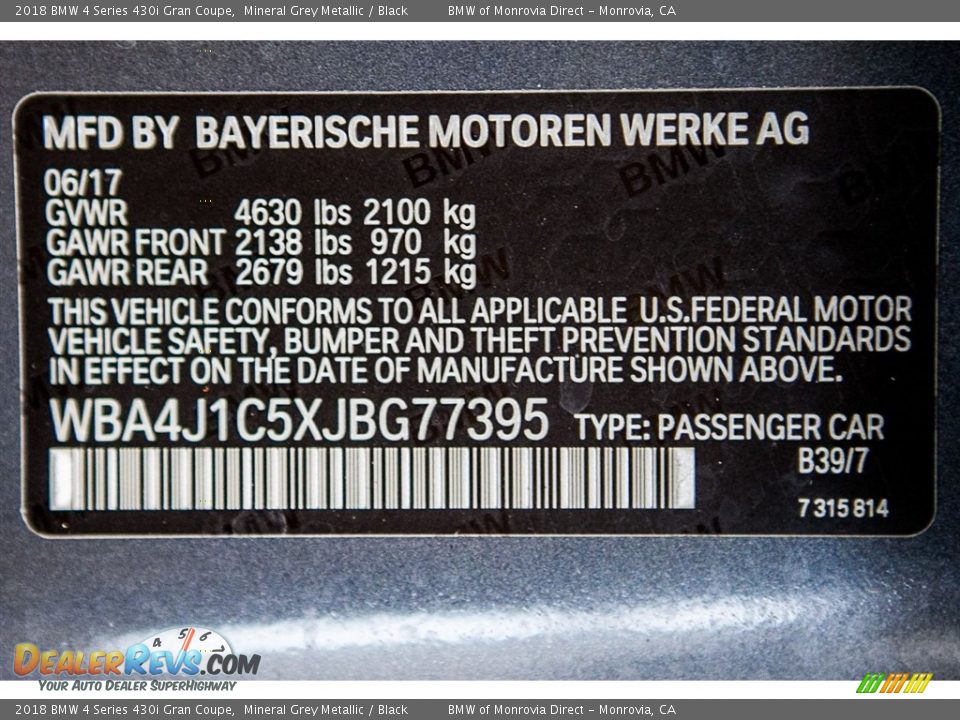 2018 BMW 4 Series 430i Gran Coupe, Mineral Grey Metallic / Black BMW of Monrovia Direct - Monrovia, CA
MFD BY BAYERISCHE MOTOREN WERKE AG
06/17
GVWR 4630 lbs 2100 kg
GAWR FRONT 2138 lbs 970 kg
GAWR REAR 2679 lbs 1215 kg
THIS VEHICLE CONFORMS TO ALL APPLICABLE U.S.FEDERAL MOTOR
VEHICLE SAFETY, BUMPER AND THEFT PREVENTION STANDARDS
IN EFFECT ON THE DATE OF MANUFACTURE SHOWN ABOVE.
WBA4J1C5XJBG77395 TYPE: PASSENGER CAR
B39/7
7 315 814
4 5 6
DEALERREVS.COM
YOUR AUTO DEALER SUPERHIGHWAY
2018 BMW 4 Series 430i Gran Coupe, Mineral Grey Metallic / Black BMW of Monrovia Direct - Monrovia, CA